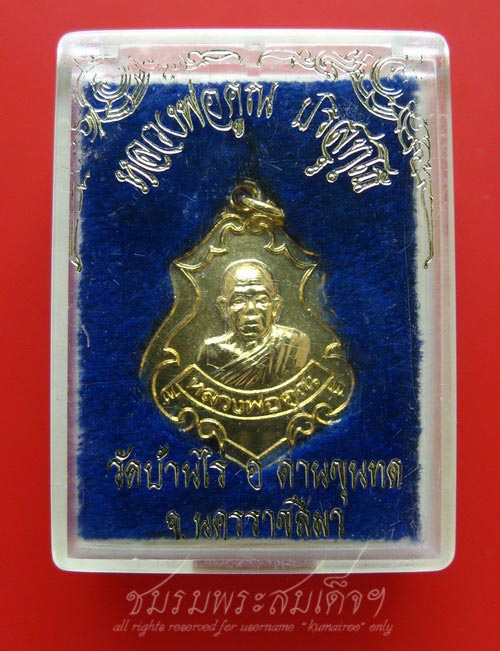 หลวงพ่อคูณ ปริสุทฺโธ
หลวงพ่อคูณ
วัดบ้านไร่ อ ด่านขุนทด
จ.นครราชสีมา
ชมรมพระสมเด็จฯ
all rights reserved for username "kumairee" only